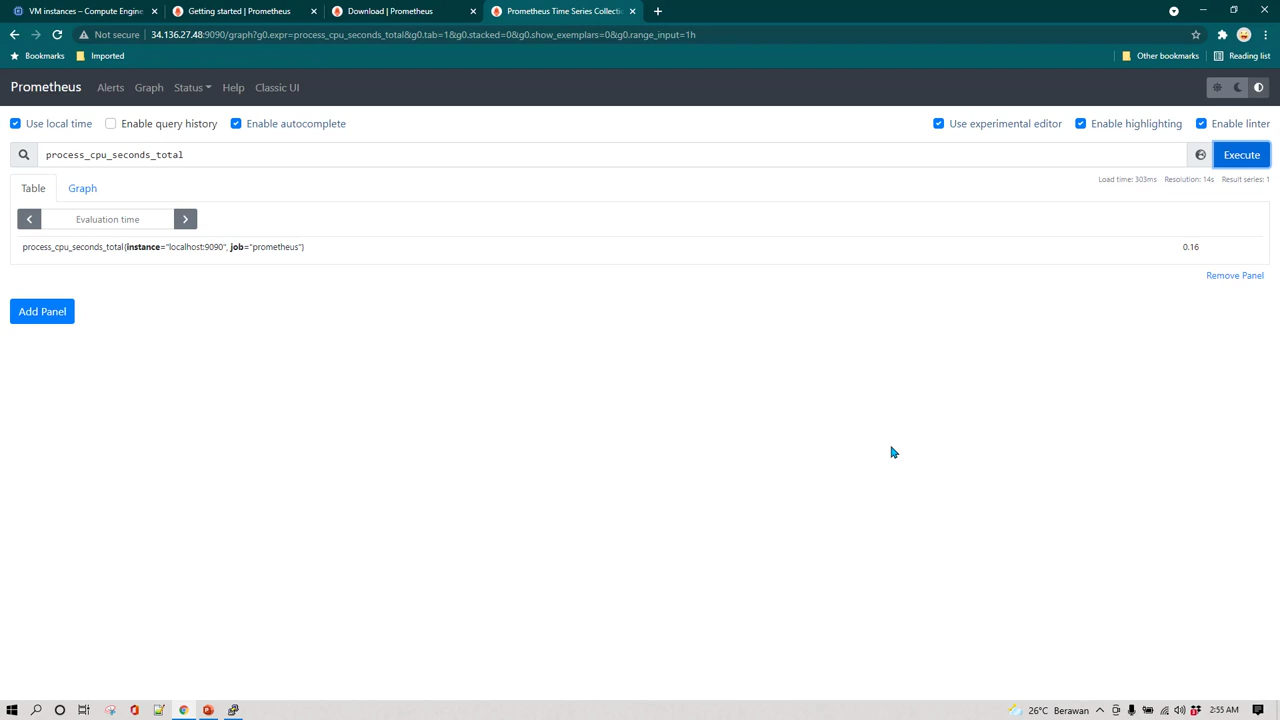 VM instances – Compute Engine
Getting started | Prometheus
Download | Prometheus
Prometheus Time Series Collectio
Not secure
34.136.27.48:9090/graph?g0.expr=process_cpu_seconds_total&g0.tab=1&g0.stacked=0&g0.show_exemplars=0&g0.range_input=1h
Bookmarks
Imported
Other bookmarks
Reading list
Prometheus
Alerts
Graph
Status
Help
Classic UI
Use local time
Enable query history
Enable autocomplete
Use experimental editor
Enable highlighting
Enable linter
process_cpu_seconds_total
Execute
Table
Graph
Load time: 303ms
Resolution: 14s
Result series: 1
Evaluation time
process_cpu_seconds_total{instance="localhost:9090", job="prometheus"}
0.16
Remove Panel
Add Panel
26°C
Berawan
2:55 AM